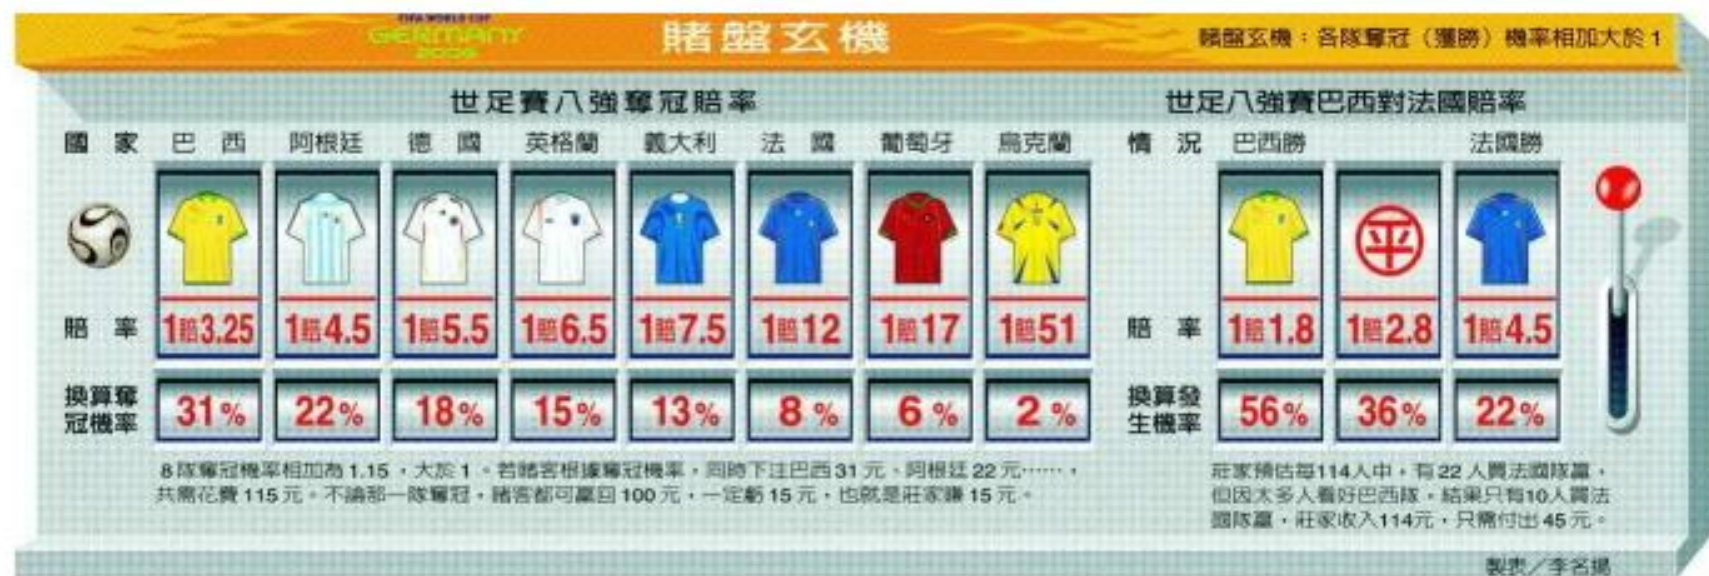 FIFA WORLD CUP
GERMANY
2006
賭盤玄機
賭盤玄機：各隊奪冠（獲勝）機率相加大於1
世足賽八強奪冠賠率
國家 巴西 阿根廷 德國 英格蘭 義大利 法國 葡萄牙 烏克蘭
賠率 1賠3.25 1賠4.5 1賠5.5 1賠6.5 1賠7.5 1賠12 1賠17 1賠51
換算奪冠機率 31% 22% 18% 15% 13% 8% 6% 2%
8隊奪冠機率相加為1.15，大於1。若賭客根據奪冠機率，同時下注巴西31元、阿根廷22元……，
共需花費115元。不論那一隊奪冠，賭客都可贏回100元，一定虧15元，也就是莊家賺15元。
世足八強賽巴西對法國賠率
情況 巴西勝 法國勝
平
賠率 1賠1.8 1賠2.8 1賠4.5
換算發生機率 56% 36% 22%
莊家預估每114人中，有22人買法國隊贏，
但因太多人看好巴西隊，結果只有10人買法
國隊贏，莊家收入114元，只需付出45元。
製表／李名揚